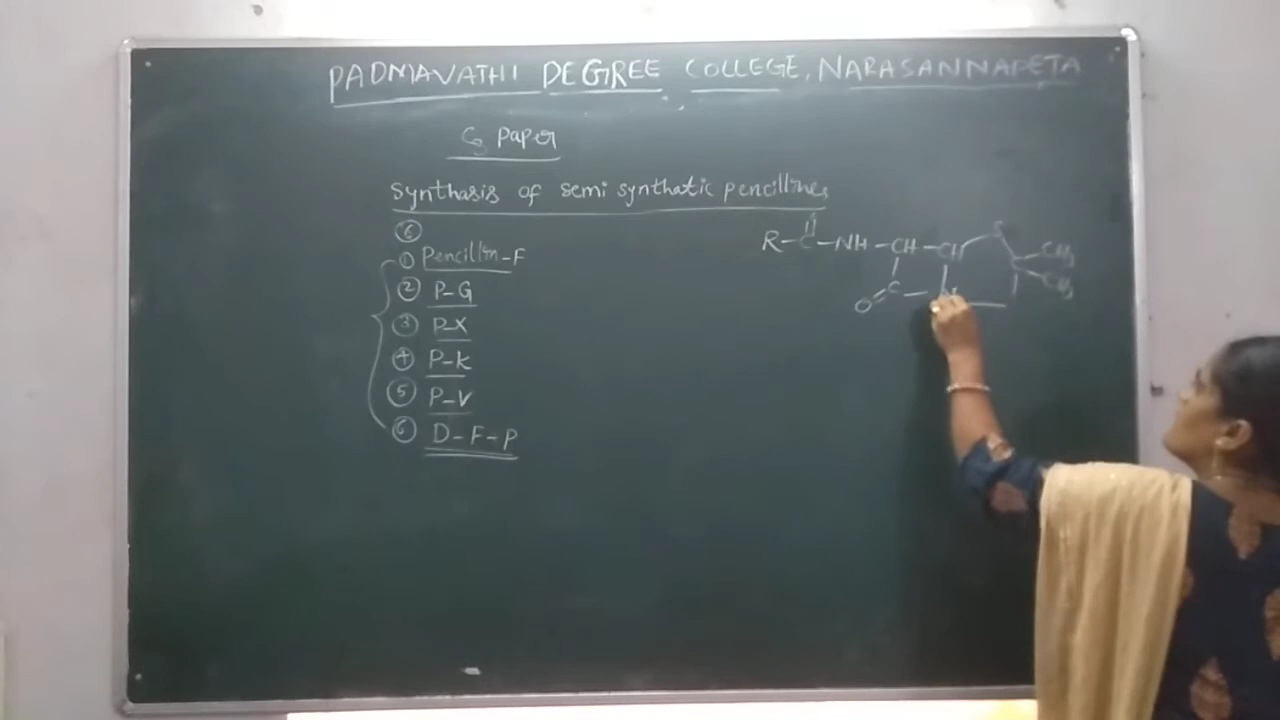 PADMAVATHI DEGREE COLLEGE, NARASANNAPETA
C3 Paper
Synthasis of semi synthatic pencillines
⑥
① Pencillin-F
② P-G
③ P-X
④ P-K
⑤ P-V
⑥ D-F-P
R-C-NH-CH-CH S
C CH3
CH3
O=C-N